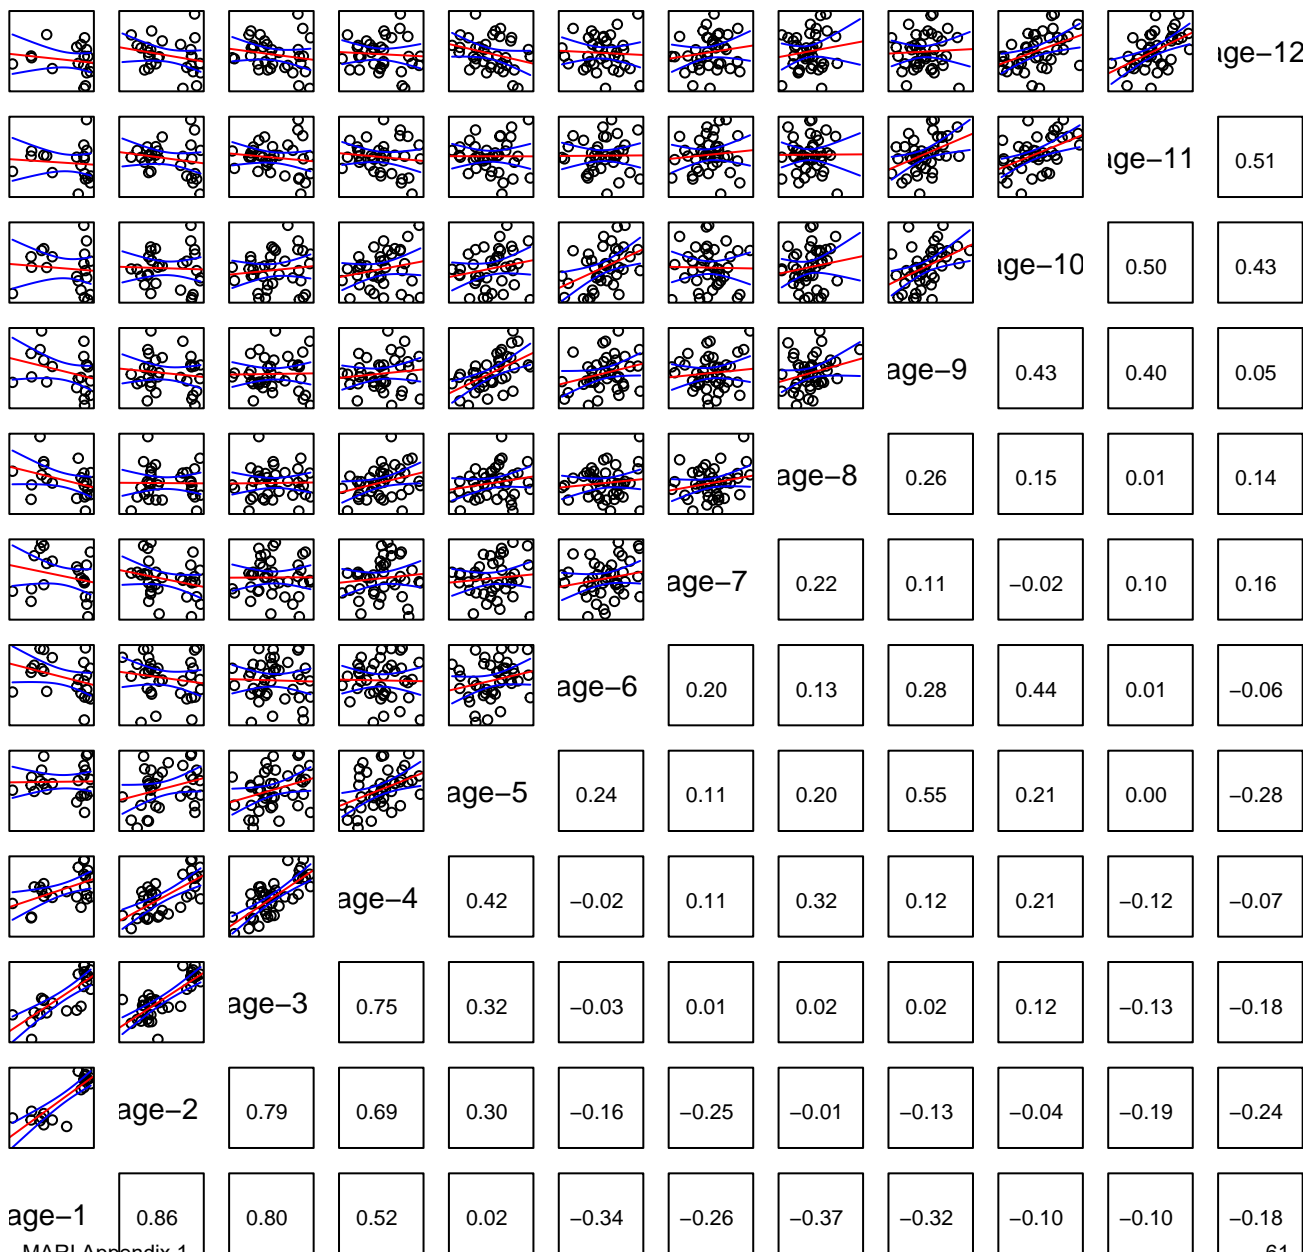 age−12
age−11 0.51
age−10 0.50 0.43
age−9 0.43 0.40 0.05
age−8 0.26 0.15 0.01 0.14
age−7 0.22 0.11 −0.02 0.10 0.16
age−6 0.20 0.13 0.28 0.44 0.01 −0.06
age−5 0.24 0.11 0.20 0.55 0.21 0.00 −0.28
age−4 0.42 −0.02 0.11 0.32 0.12 0.21 −0.12 −0.07
age−3 0.75 0.32 −0.03 0.01 0.02 0.02 0.12 −0.13 −0.18
age−2 0.79 0.69 0.30 −0.16 −0.25 −0.01 −0.13 −0.04 −0.19 −0.24
age−1 0.86 0.80 0.52 0.02 −0.34 −0.26 −0.37 −0.32 −0.10 −0.10 −0.18
MARI Appendix 1 61